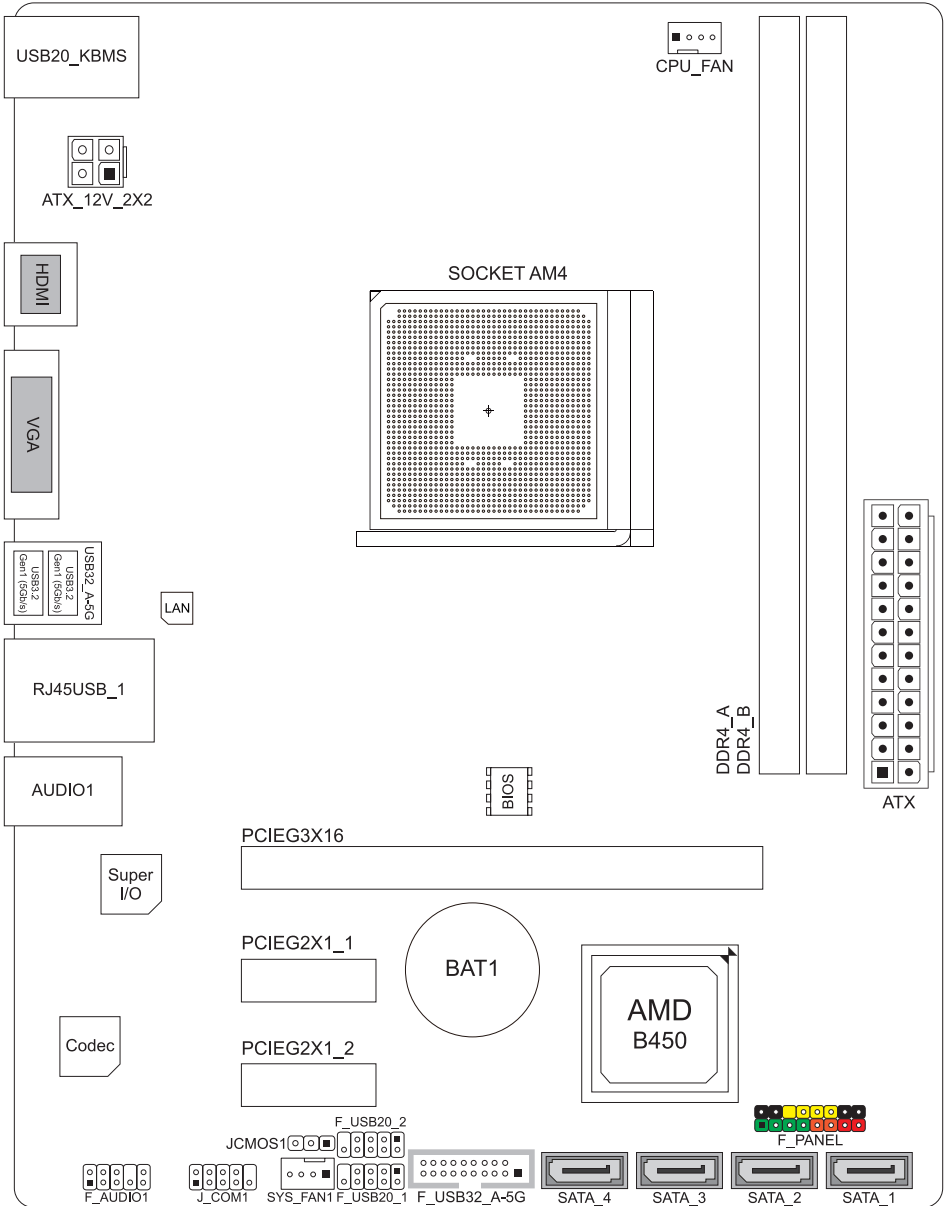 USB20_KBMS
CPU_FAN
ATX_12V_2X2
HDMI
SOCKET AM4
VGA
USB32_A-5G
USB3.2
Gen1 (5Gb/s)
USB3.2
Gen1 (5Gb/s)
LAN
RJ45USB_1
DDR4_A
DDR4_B
AUDIO1
BIOS
ATX
PCIEG3X16
Super
I/O
PCIEG2X1_1
BAT1
AMD
B450
Codec
PCIEG2X1_2
F_USB20_2
JCMOS1
F_PANEL
F_AUDIO1
J_COM1
SYS_FAN1
F_USB20_1
F_USB32_A-5G
SATA_4
SATA_3
SATA_2
SATA_1